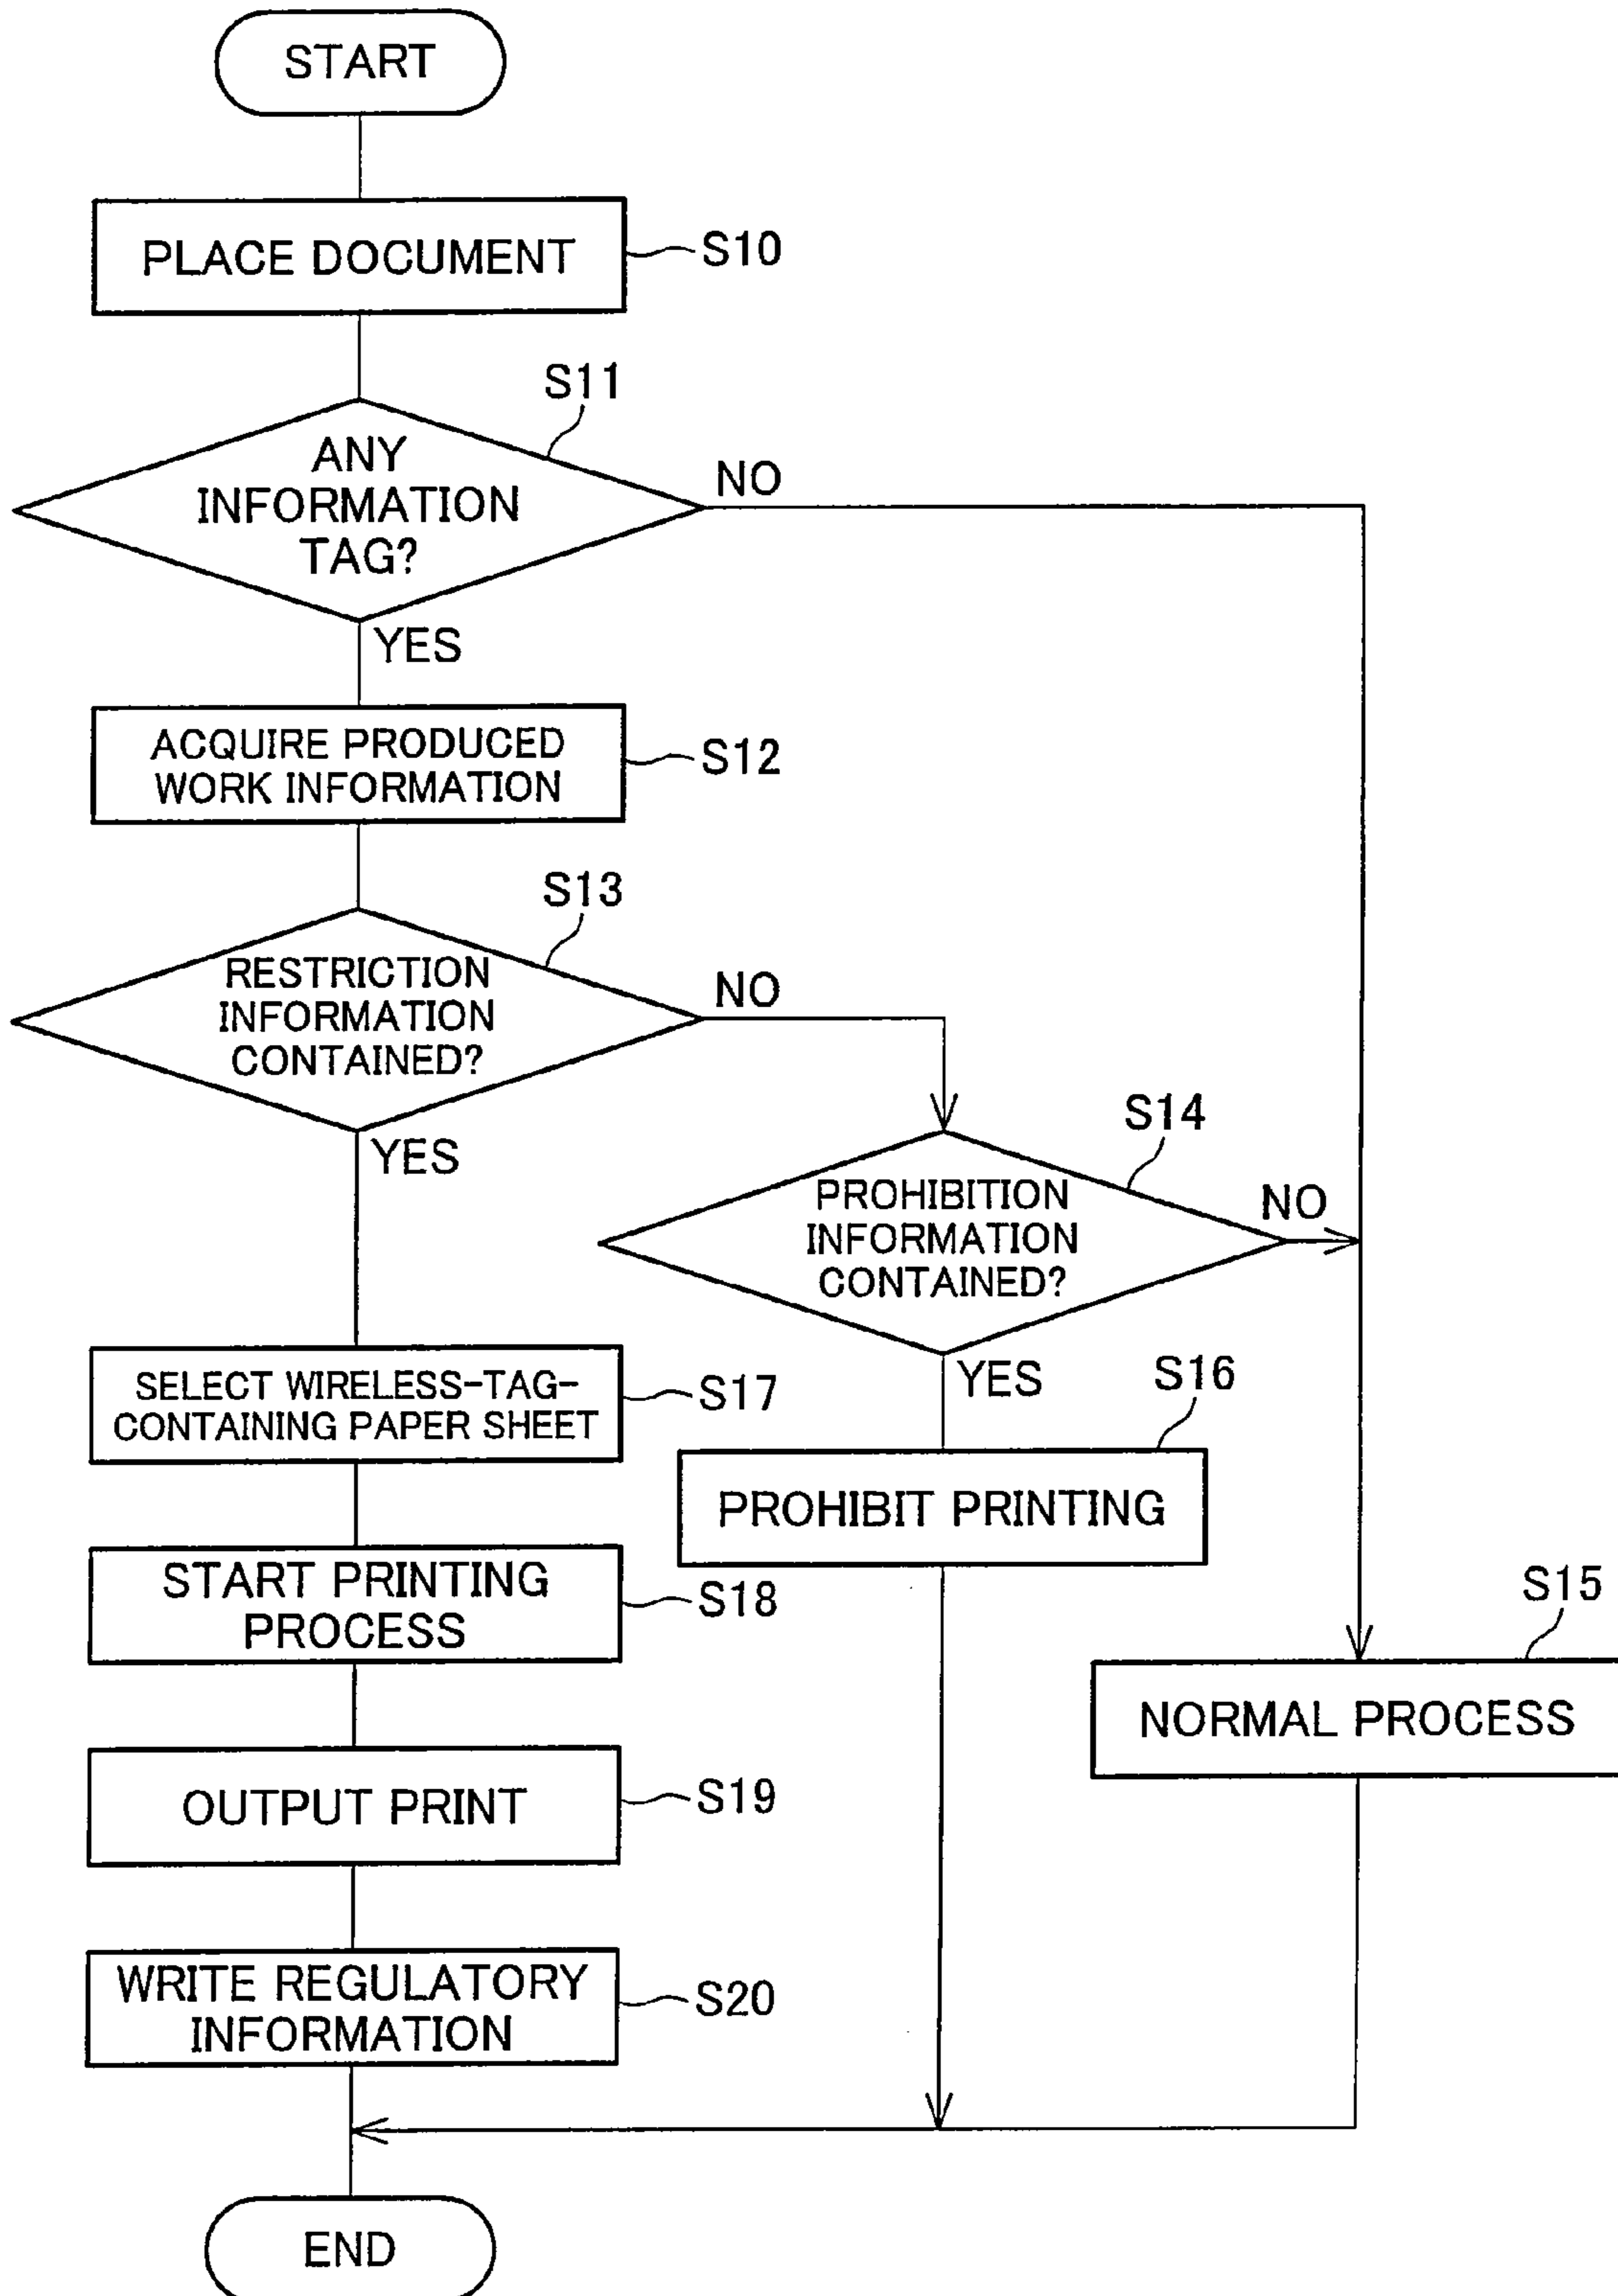 START
PLACE DOCUMENT
S10
S11
ANY
INFORMATION
TAG?
NO
YES
ACQUIRE PRODUCED
WORK INFORMATION
S12
S13
RESTRICTION
INFORMATION
CONTAINED?
NO
YES
S14
PROHIBITION
INFORMATION
CONTAINED?
NO
YES
SELECT WIRELESS-TAG-
CONTAINING PAPER SHEET
S17
S16
PROHIBIT PRINTING
START PRINTING
PROCESS
S18
S15
NORMAL PROCESS
OUTPUT PRINT
S19
WRITE REGULATORY
INFORMATION
S20
END